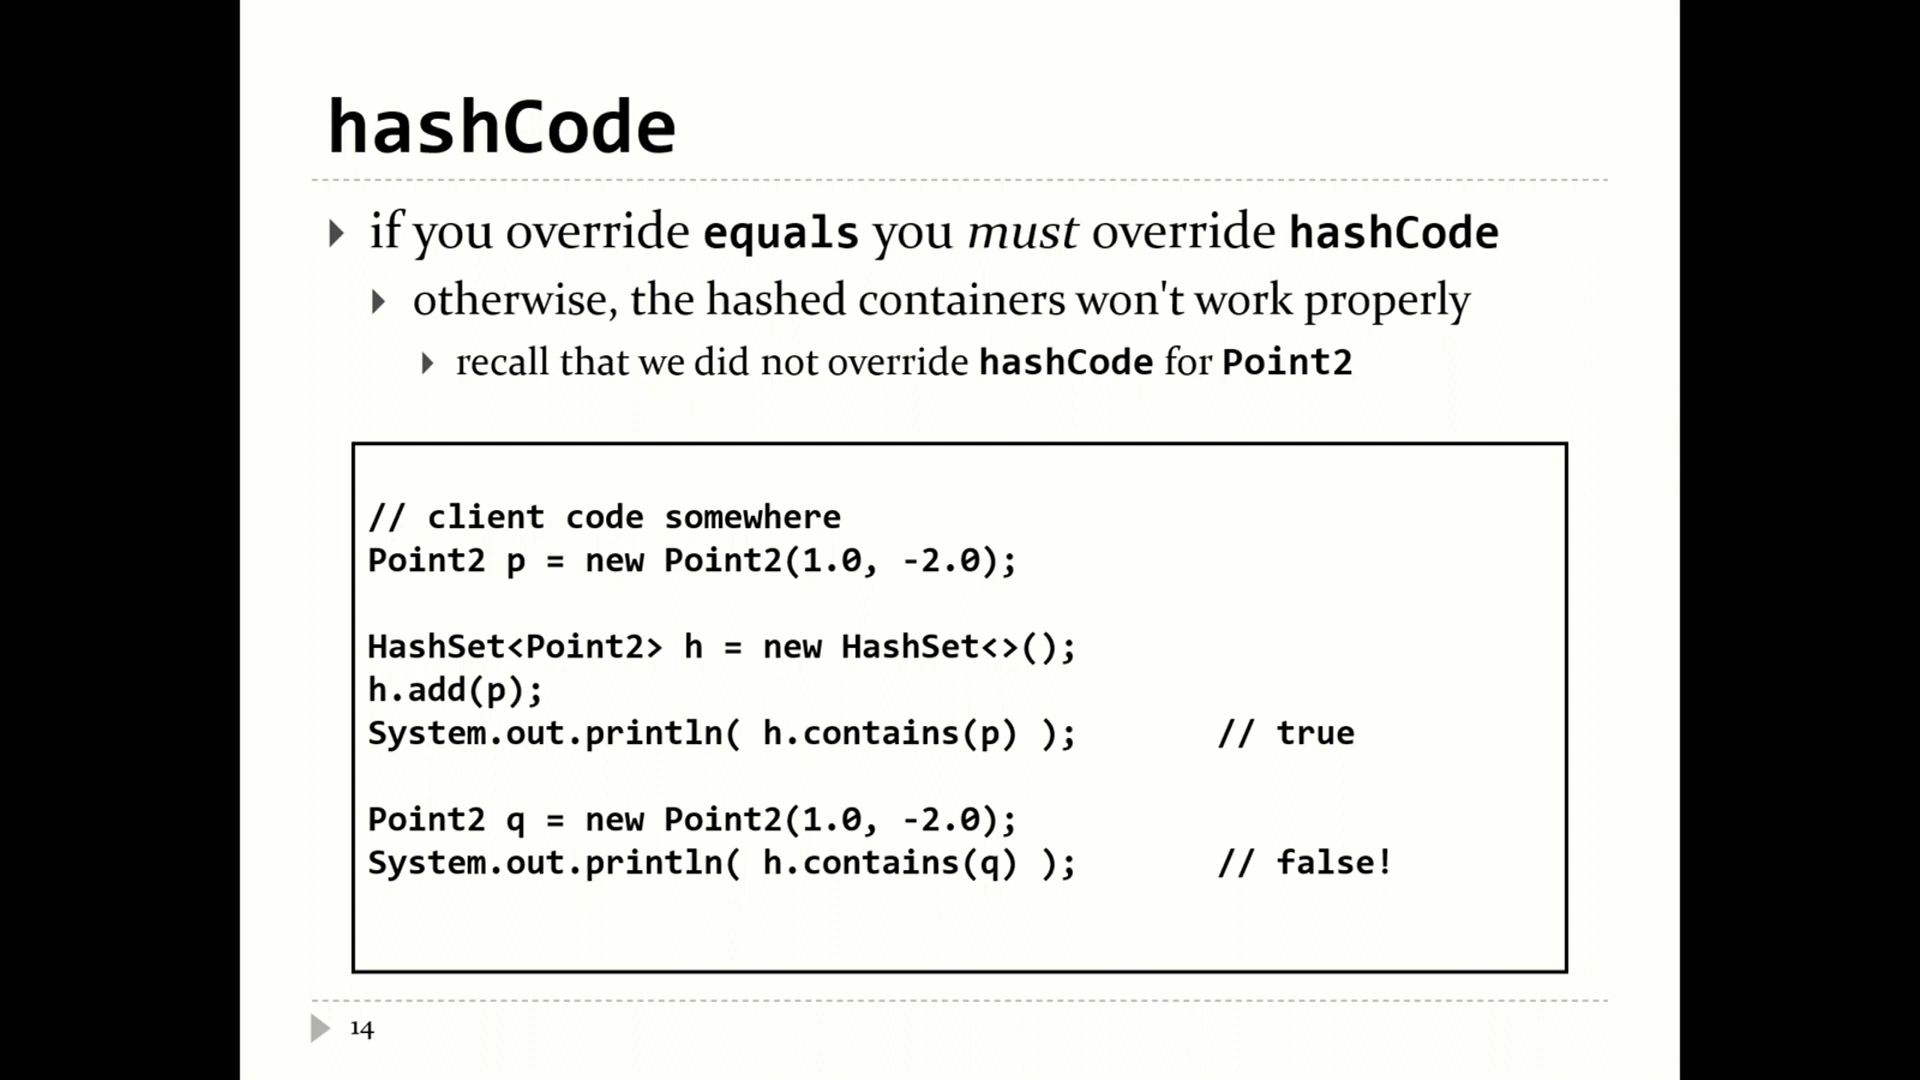 hashCode
if you override equals you must override hashCode
otherwise, the hashed containers won't work properly
recall that we did not override hashCode for Point2
// client code somewhere
Point2 p = new Point2(1.0, -2.0);
HashSet<Point2> h = new HashSet<>();
h.add(p);
System.out.println( h.contains(p) ); // true
Point2 q = new Point2(1.0, -2.0);
System.out.println( h.contains(q) ); // false!
14